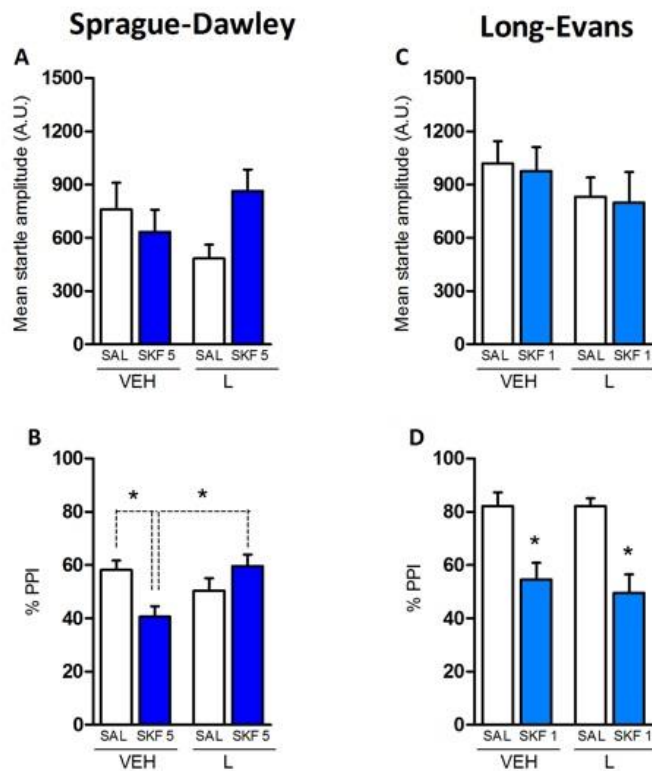 Sprague-Dawley
Long-Evans
A
Mean startle amplitude (A.U.)
1500
1200
900
600
300
0
SAL SKF 5 SAL SKF 5
VEH L
C
Mean startle amplitude (A.U.)
1500
1200
900
600
300
0
SAL SKF 1 SAL SKF 1
VEH L
B
% PPI
100
80
60
40
20
0
* *
SAL SKF 5 SAL SKF 5
VEH L
D
% PPI
100
80
60
40
20
0
* *
SAL SKF 1 SAL SKF 1
VEH L